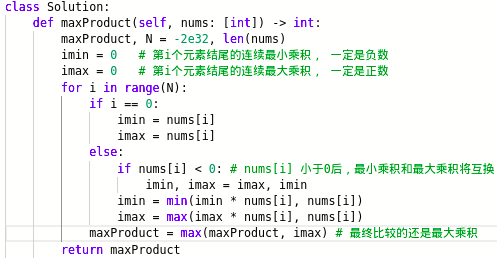 class Solution:
    def maxProduct(self, nums: [int]) -> int:
        maxProduct, N = -2e32, len(nums)
        imin = 0   # 第i个元素结尾的连续最小乘积， 一定是负数
        imax = 0   # 第i个元素结尾的连续最大乘积， 一定是正数
        for i in range(N):
            if i == 0:
                imin = nums[i]
                imax = nums[i]
            else:
                if nums[i] < 0: # nums[i] 小于0后，最小乘积和最大乘积将互换
                    imin, imax = imax, imin
                imin = min(imin * nums[i], nums[i])
                imax = max(imax * nums[i], nums[i])
            maxProduct = max(maxProduct, imax) # 最终比较的还是最大乘积
        return maxProduct